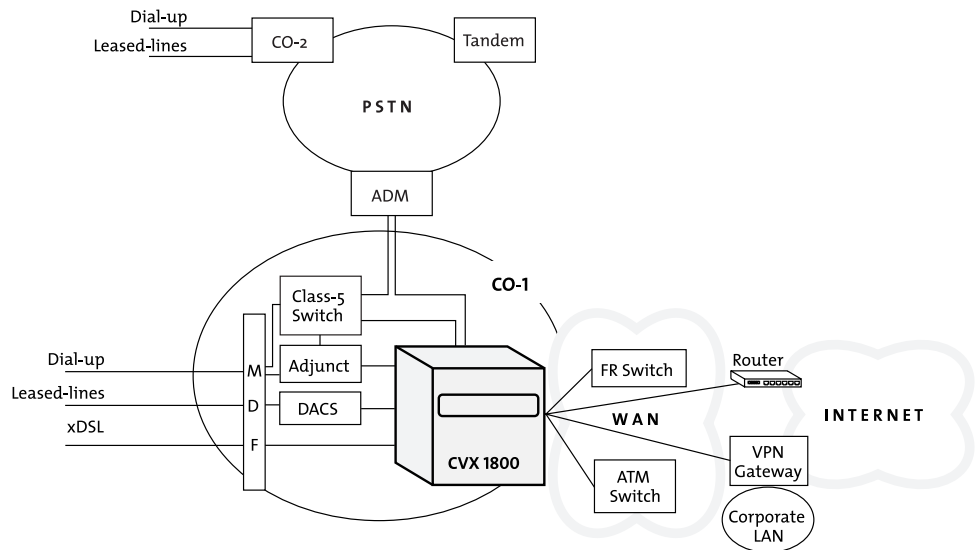 Dial-up
Leased-lines
CO-2
Tandem
PSTN
ADM
CO-1
Class-5
Switch
Adjunct
DACS
M
D
F
Dial-up
Leased-lines
xDSL
CVX 1800
FR Switch
WAN
ATM
Switch
Router
INTERNET
VPN
Gateway
Corporate
LAN